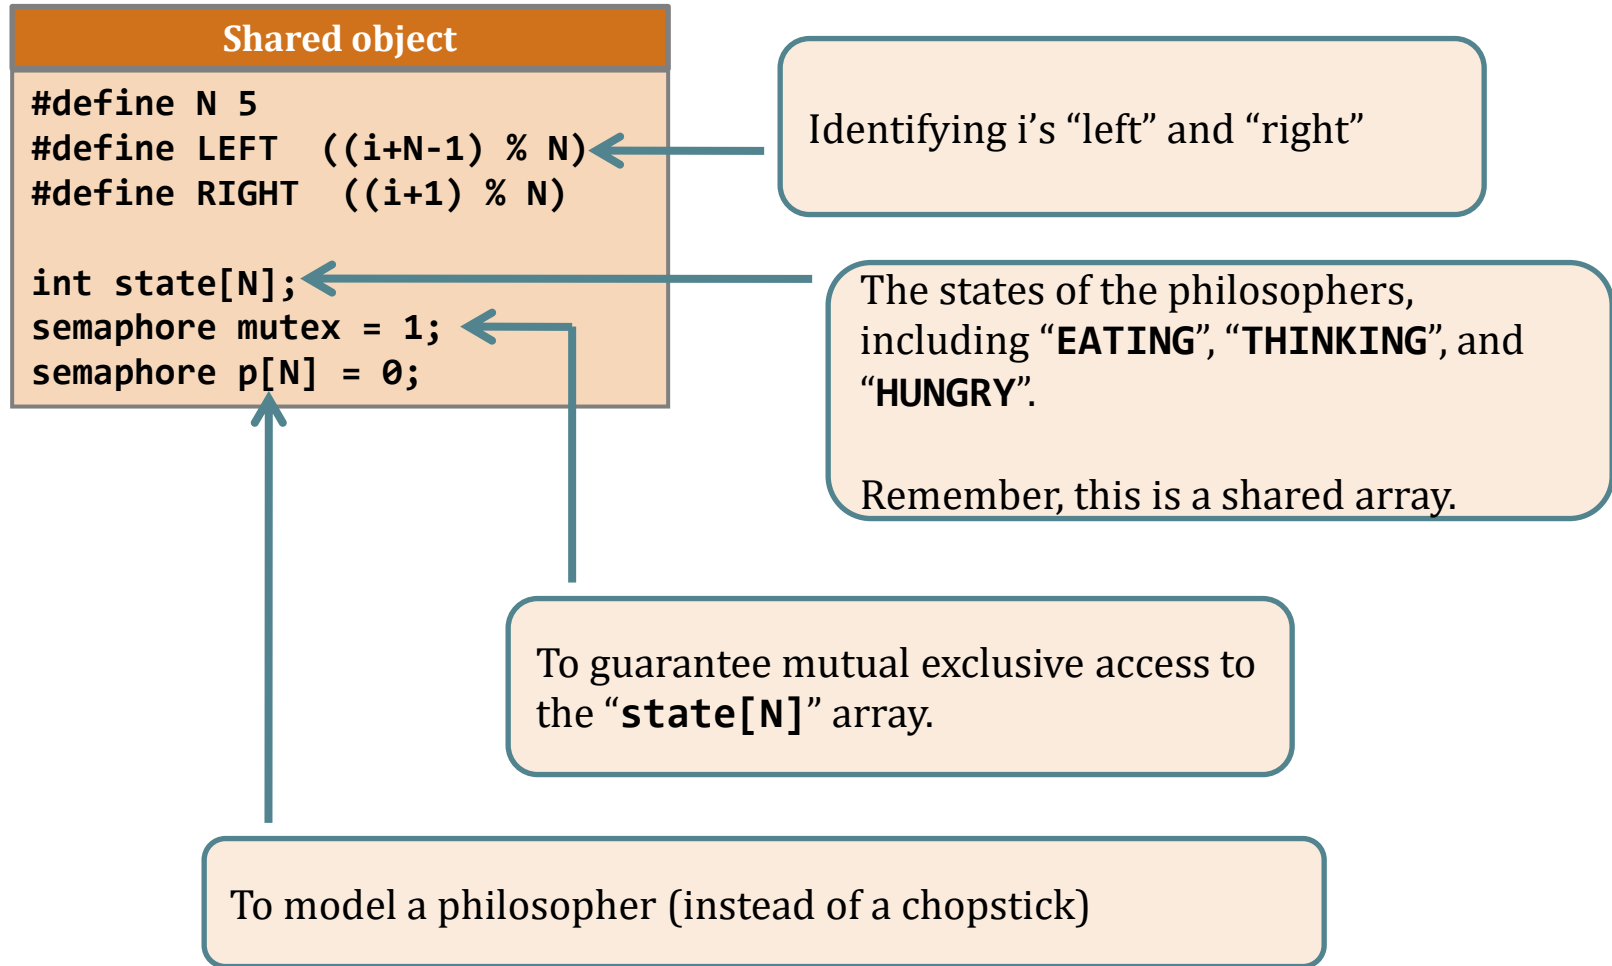 Shared object
#define N 5
#define LEFT  ((i+N-1) % N)
#define RIGHT  ((i+1) % N)
int state[N];
semaphore mutex = 1;
semaphore p[N] = 0;
Identifying i’s “left” and “right”
The states of the philosophers,
including “EATING”, “THINKING”, and
“HUNGRY”.
Remember, this is a shared array.
To guarantee mutual exclusive access to
the “state[N]” array.
To model a philosopher (instead of a chopstick)